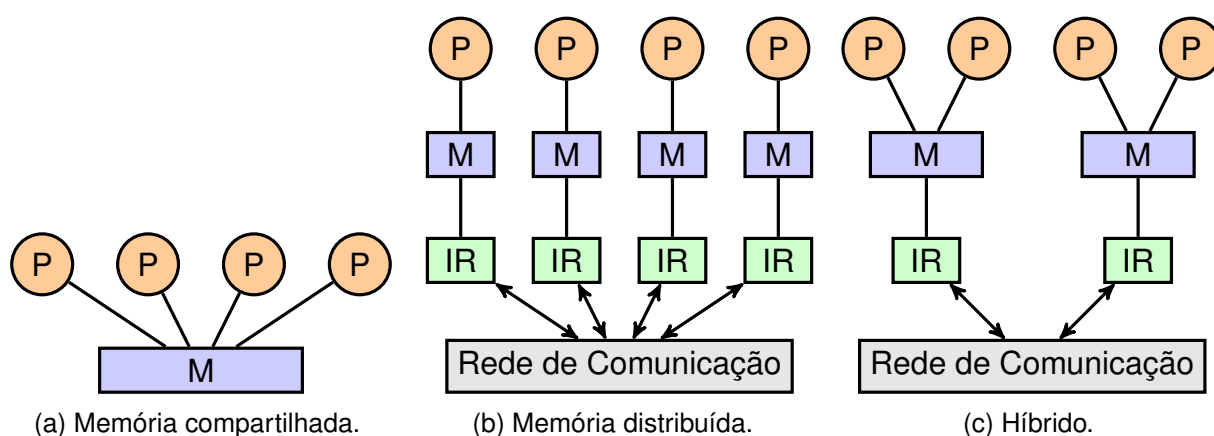 P P P P
M
(a) Memória compartilhada.
P P P P
M M M M
IR IR IR IR
Rede de Comunicação
(b) Memória distribuída.
P P P P
M M
IR IR
Rede de Comunicação
(c) Híbrido.